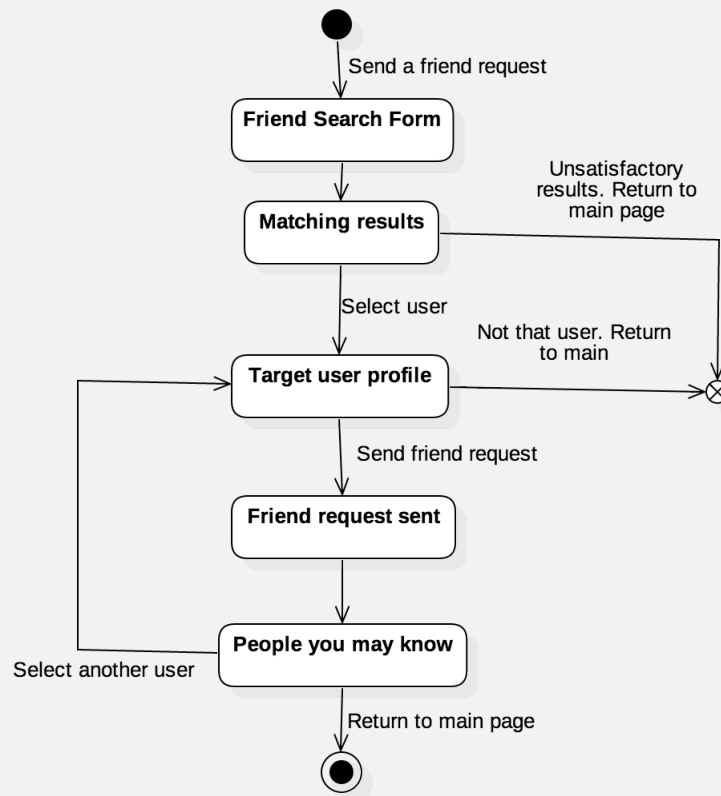 Send a friend request
Friend Search Form
Unsatisfactory
results. Return to
main page
Matching results
Select user
Not that user. Return
to main
Target user profile
Send friend request
Friend request sent
People you may know
Select another user
Return to main page